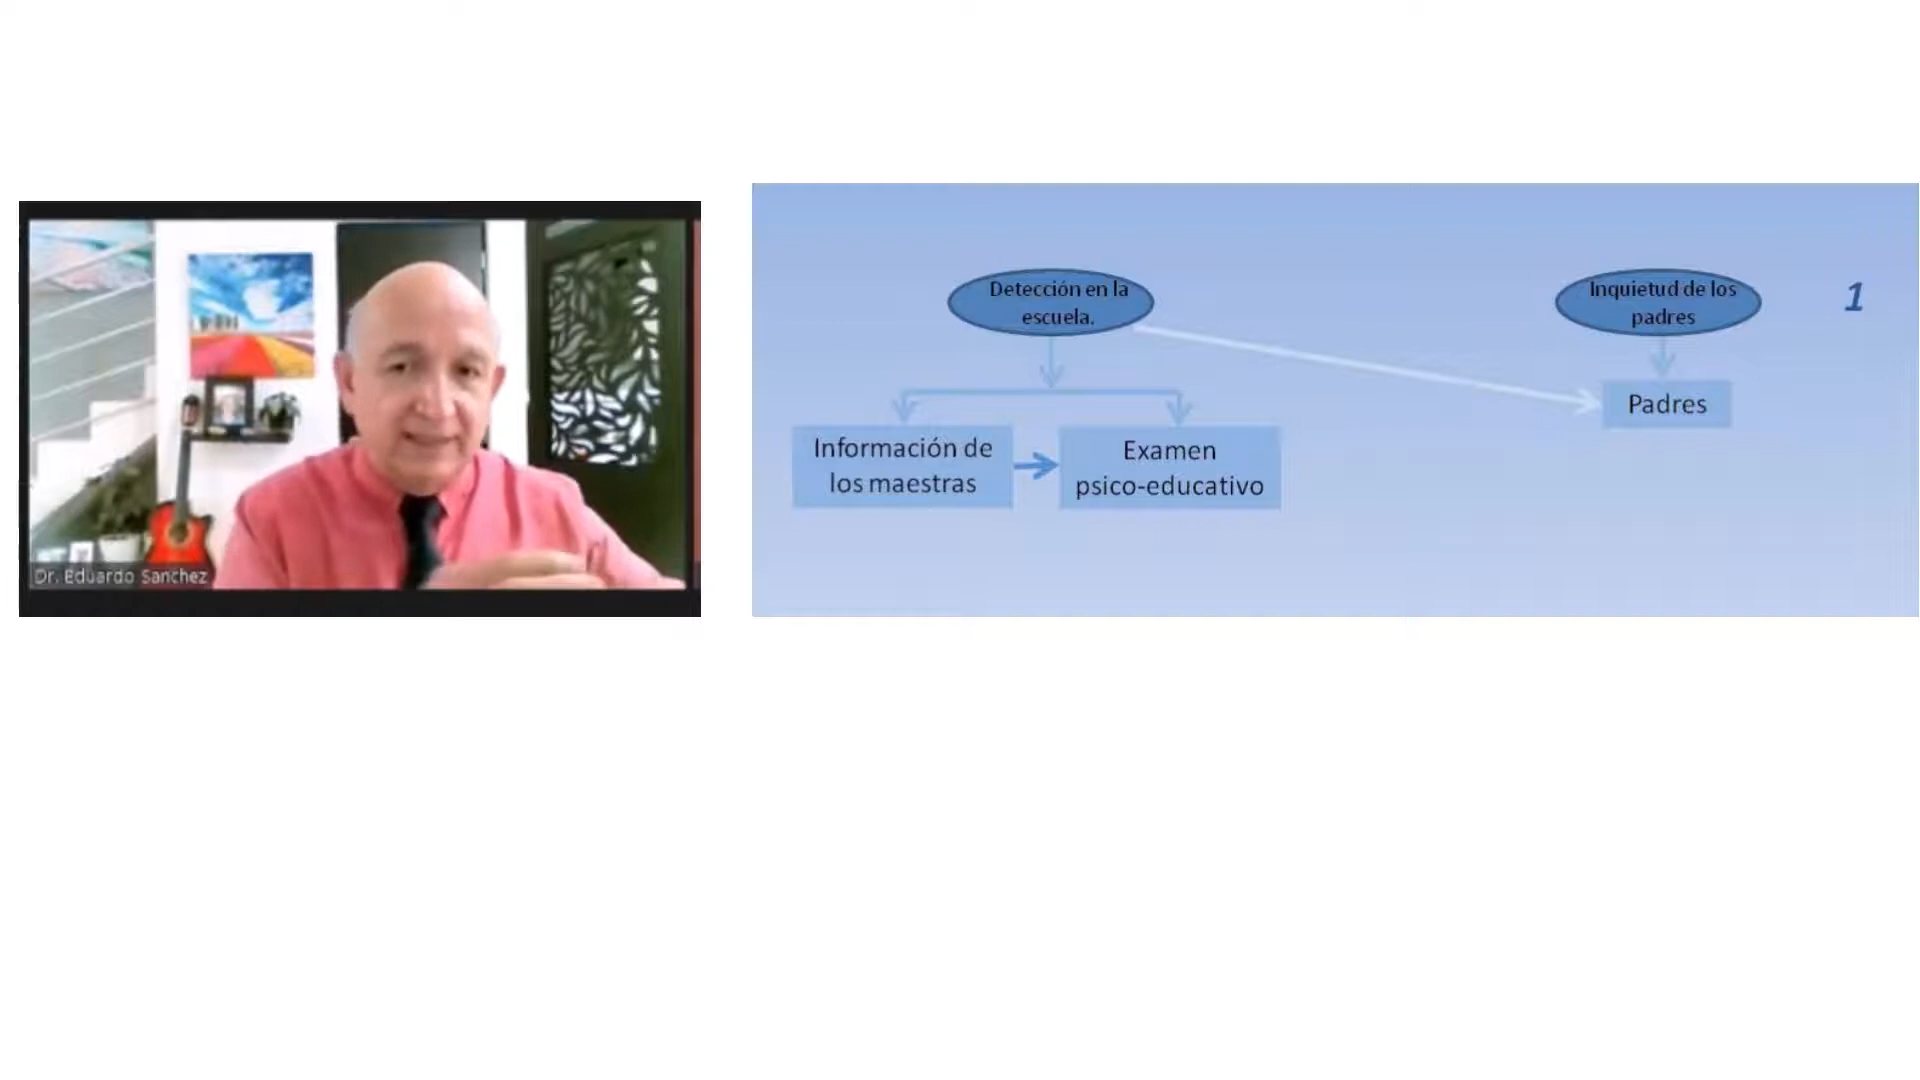 Dr. Eduardo Sanchez
Detección en la
escuela.
Inquietud de los
padres
1
Padres
Información de
los maestras
Examen
psico-educativo